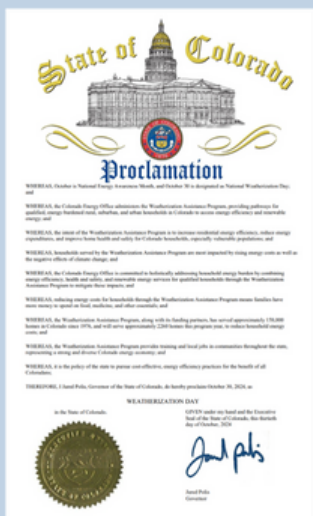 State of Colorado
Proclamation
WHEREAS, October is National Energy Awareness Month, and October 30 is designated as National Weatherization Day;
and
WHEREAS, the Colorado Energy Office administers the Weatherization Assistance Program, providing pathways for
qualified, energy-burdened rural, suburban, and urban households in Colorado to access energy efficiency and renewable
energy; and
WHEREAS, the intent of the Weatherization Assistance Program is to increase residential energy efficiency, reduce energy
expenditures, and improve home health and safety for Colorado households, especially vulnerable populations; and
WHEREAS, households served by the Weatherization Assistance Program are most impacted by rising energy costs as well as
the negative effects of climate change; and
WHEREAS, the Colorado Energy Office is committed to holistically addressing household energy burden by combining
energy efficiency, health and safety, and renewable energy services for qualified households through the Weatherization
Assistance Program to mitigate these impacts; and
WHEREAS, reducing energy costs for households through the Weatherization Assistance Program means families have
more money to spend on food, medicine, and other essentials; and
WHEREAS, the Weatherization Program, along with its funding partners, has served approximately
homes in Colorado since 1976, and will serve approximately 2260 homes this program year, to reduce household energy
costs; and
WHEREAS, the Weatherization Assistance Program provides training and local jobs in communities throughout the state,
representing a strong and diverse Colorado energy economy; and
WHEREAS, it is the policy of the state to pursue cost-effective, energy efficiency practices for the benefit of all
Coloradans.
THEREFORE, I Jared Polis, Governor of the State of Colorado, do hereby proclaim October 30, 2024, as
WEATHERIZATION DAY
in the State of Colorado.
GIVEN under my hand and the Executive
Seal of the State of Colorado, this thirtieth
day of October, 2024
Jared Polis
Jared Polis
Governor